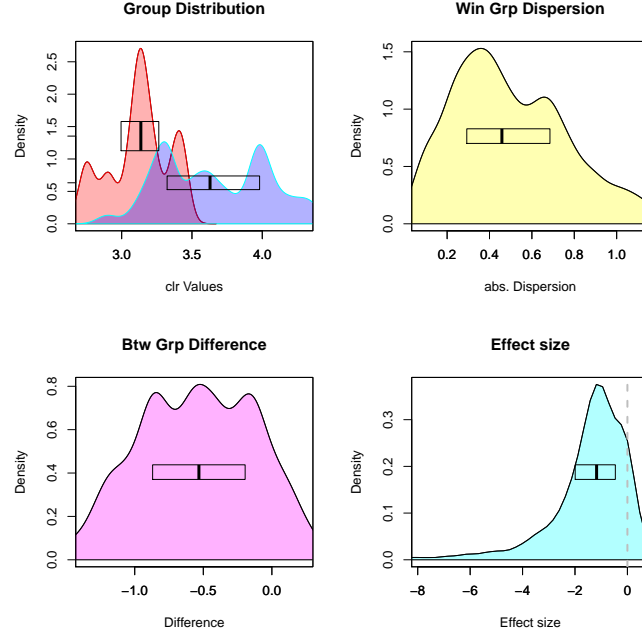 Group Distribution
Density
0.0 0.5 1.0 1.5 2.0 2.5
3.0 3.5 4.0
clr Values
Win Grp Dispersion
Density
0.0 0.5 1.0 1.5
0.2 0.4 0.6 0.8 1.0
abs. Dispersion
Btw Grp Difference
Density
0.0 0.2 0.4 0.6 0.8
−1.0 −0.5 0.0
Difference
Effect size
Density
0.0 0.1 0.2 0.3
−8 −6 −4 −2 0
Effect size